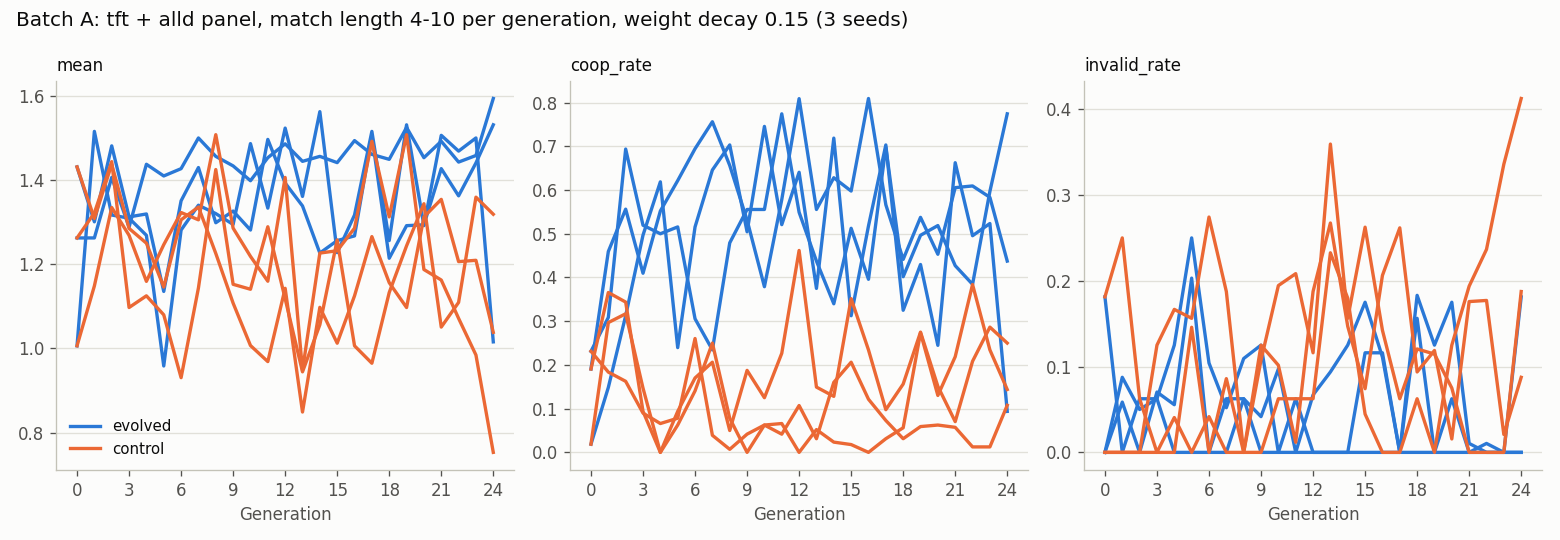 Batch A: tft + alld panel, match length 4-10 per generation, weight decay 0.15 (3 seeds)
mean
1.6
1.4
1.2
1.0
0.8
evolved
control
0 3 6 9 12 15 18 21 24
Generation
coop_rate
0.8
0.7
0.6
0.5
0.4
0.3
0.2
0.1
0.0
0 3 6 9 12 15 18 21 24
Generation
invalid_rate
0.4
0.3
0.2
0.1
0.0
0 3 6 9 12 15 18 21 24
Generation